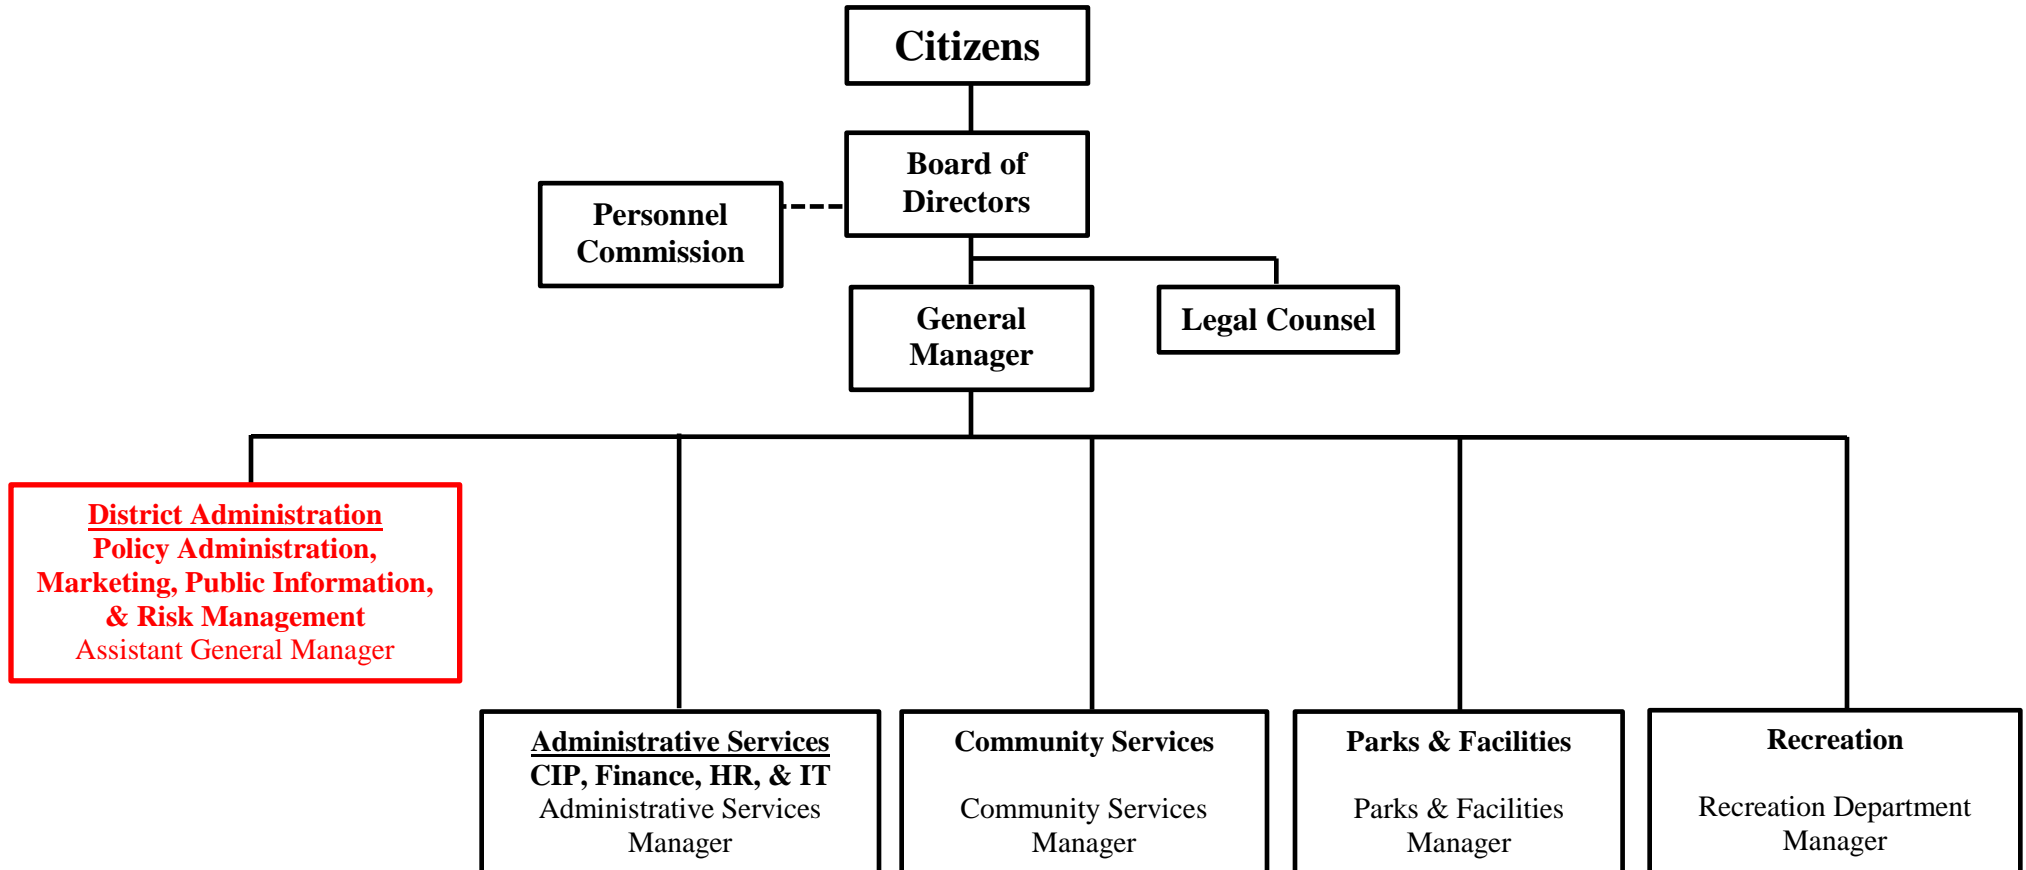 Citizens
Board of
Directors
Personnel
Commission
General
Manager
Legal Counsel
District Administration
Policy Administration,
Marketing, Public Information,
& Risk Management
Assistant General Manager
Administrative Services
CIP, Finance, HR, & IT
Administrative Services
Manager
Community Services
Community Services
Manager
Parks & Facilities
Parks & Facilities
Manager
Recreation
Recreation Department
Manager